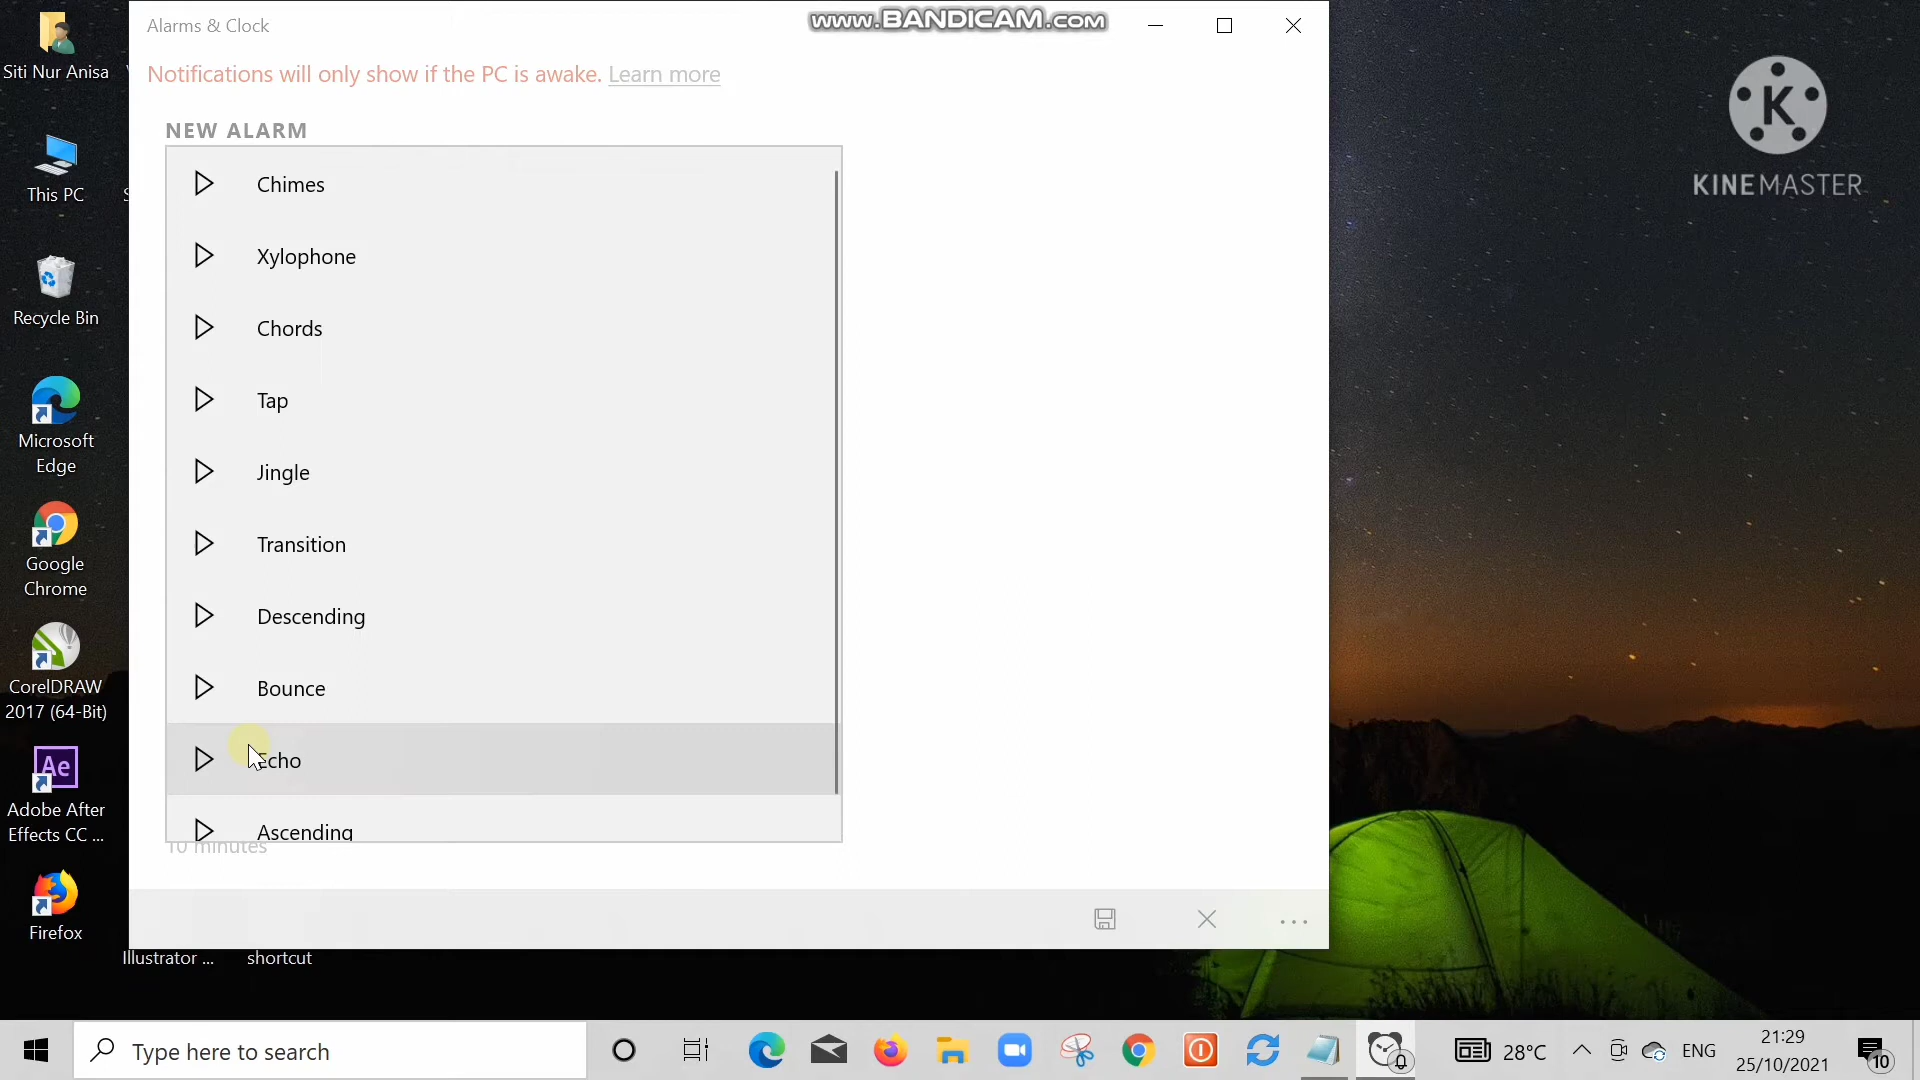 Alarms & Clock
www.BANDICAM.com
Notifications will only show if the PC is awake. Learn more
NEW ALARM
Chimes
Xylophone
Chords
Tap
Jingle
Transition
Descending
Bounce
Echo
Ascending
10 minutes
Siti Nur Anisa
This PC
Recycle Bin
Microsoft
Edge
Google
Chrome
CorelDRAW
2017 (64-Bit)
Ae
Adobe After
Effects CC ...
Firefox
Illustrator ...
shortcut
K
KINEMASTER
Type here to search
28°C
ENG
21:29
25/10/2021
10